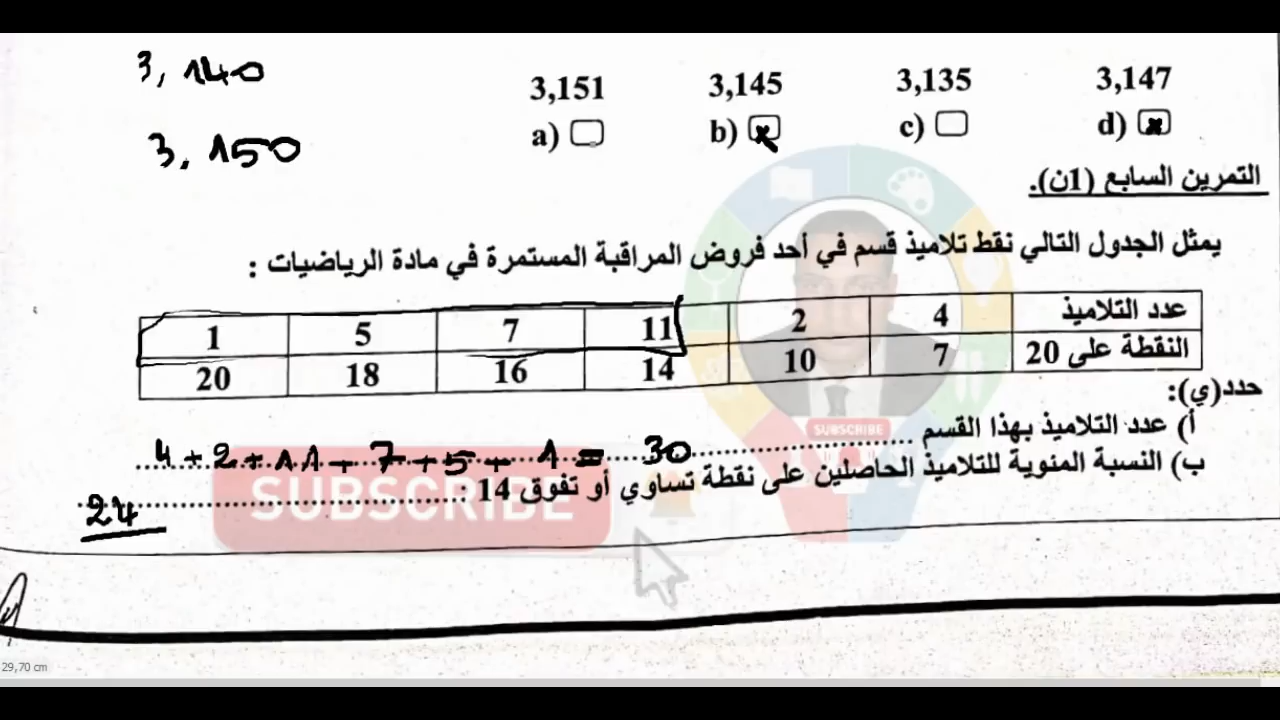 3,140
3,151 3,145 3,135 3,147
3,150
a) b) c) d)
التمرين السابع (1ن).
يمثل الجدول التالي نقط تلاميذ قسم في أحد فروض المراقبة المستمرة في مادة الرياضيات :
عدد التلاميذ 4 2 11 7 5 1
النقطة على 20 7 10 14 16 18 20
حدد(ي):
أ) عدد التلاميذ بهذا القسم
4+2+11+7+5+1=30
ب) النسبة المئوية للتلاميذ الحاصلين على نقطة تساوي أو تفوق 14 :
24
SUBSCRIBE
SUBSCRIBE
29,70 cm